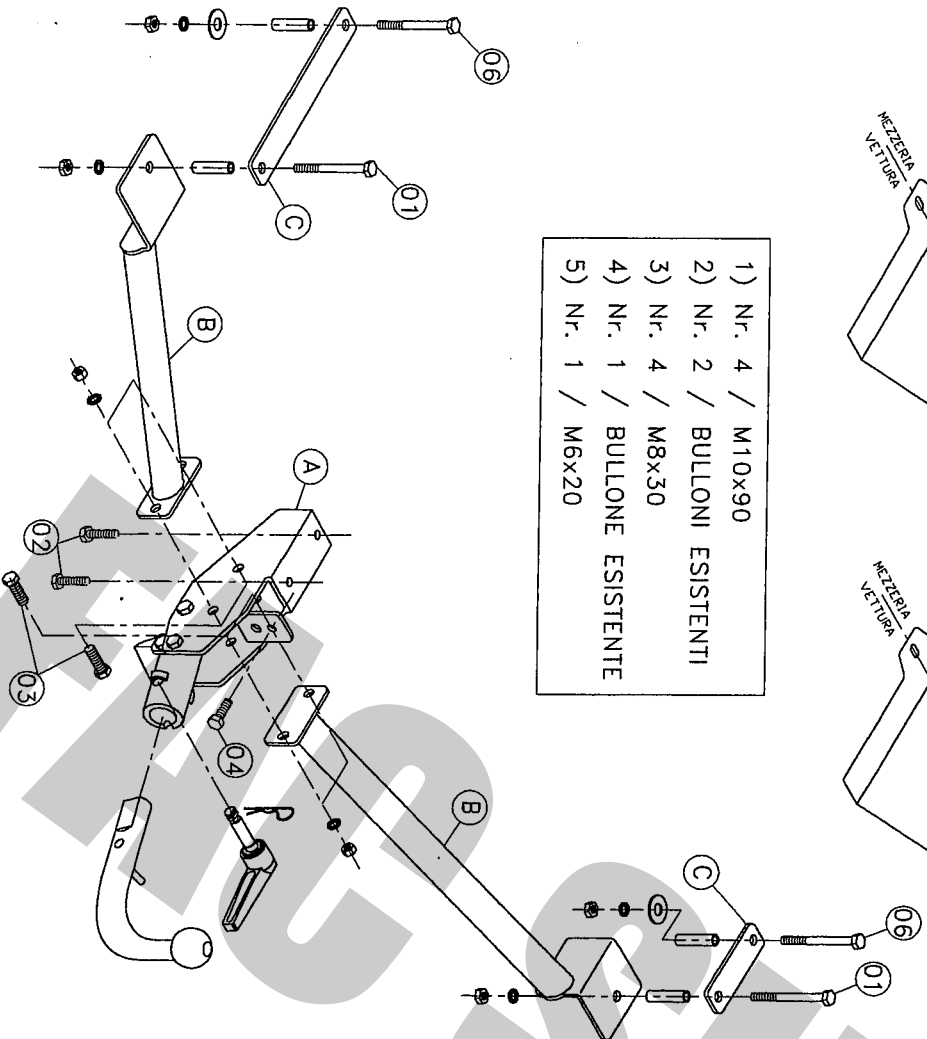 MEZZERIA
VETTURA
MEZZERIA
VETTURA
1) Nr. 4 / M10x90
2) Nr. 2 / BULLONI ESISTENTI
3) Nr. 4 / M8x30
4) Nr. 1 / BULLONE ESISTENTE
5) Nr. 1 / M6x20
06
01
C
B
A
02
03
04
B
C
06
01